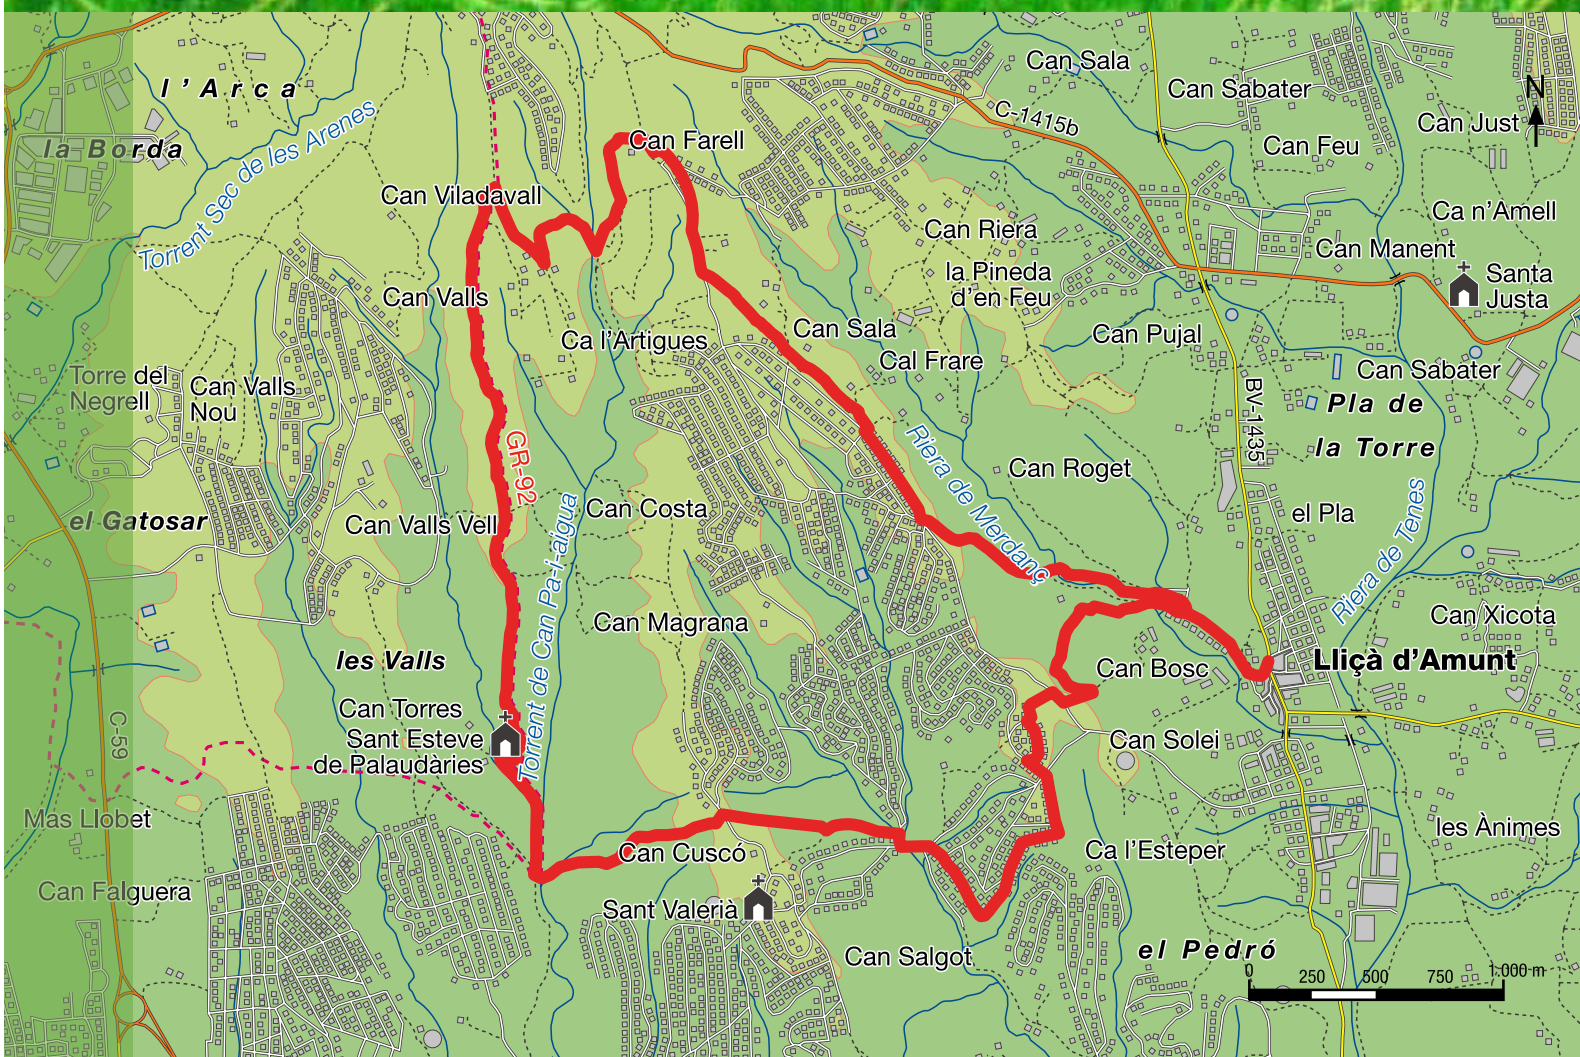 Can Sala
l'Arca
Can Sabater
N
C-1415b
Can Just
Can Farell
la Borda
Can Feu
Torrent Sec de les Arenes
Can Viladavall
Ca n'Amell
Can Riera
Can Manent
la Pineda
d'en Feu
Santa
Justa
Can Valls
Can Sala
Can Pujal
Ca l'Artigues
Cal Frare
Can Sabater
Torre del
Negrell
Can Valls
Nou
BV-1435
Pla de
la Torre
GR-92
Riera de Merdanç
Can Roget
Can Costa
el Pla
el Gatosar
Can Valls Vell
Riera de Tenes
Torrent de Can Pa-i-aigua
Can Magrana
Can Xicota
les Valls
Can Bosc
Lliçà d'Amunt
Can Torres
C-59
Sant Esteve
de Palaudàries
Can Solei
Mas Llobet
les Ànimes
Can Cuscó
Ca l'Esteper
Can Falguera
Sant Valerià
Can Salgot
el Pedró
0 250 500 750 1.000 m